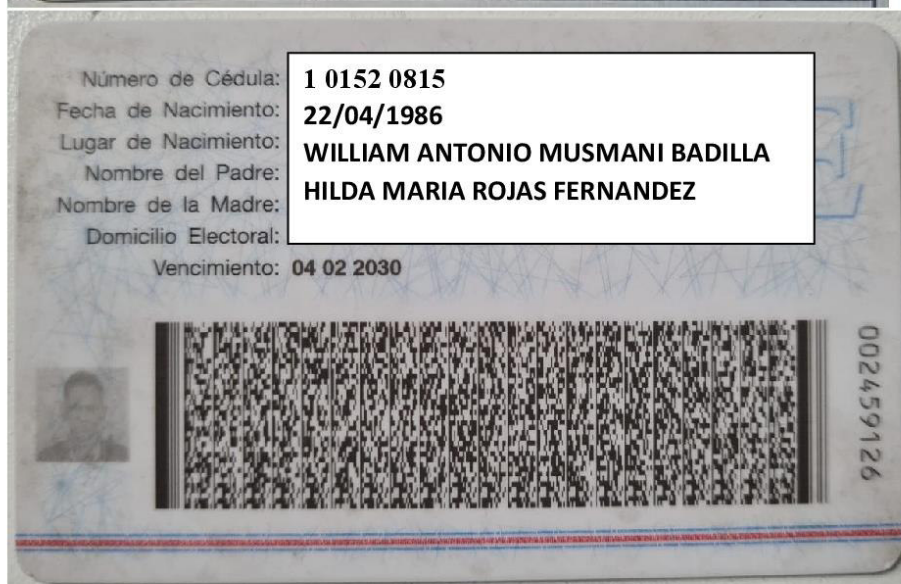 Número de Cédula: 1 0152 0815
Fecha de Nacimiento: 22/04/1986
Lugar de Nacimiento:
WILLIAM ANTONIO MUSMANI BADILLA
Nombre del Padre:
HILDA MARIA ROJAS FERNANDEZ
Nombre de la Madre:
Domicilio Electoral:
Vencimiento: 04 02 2030
002459126